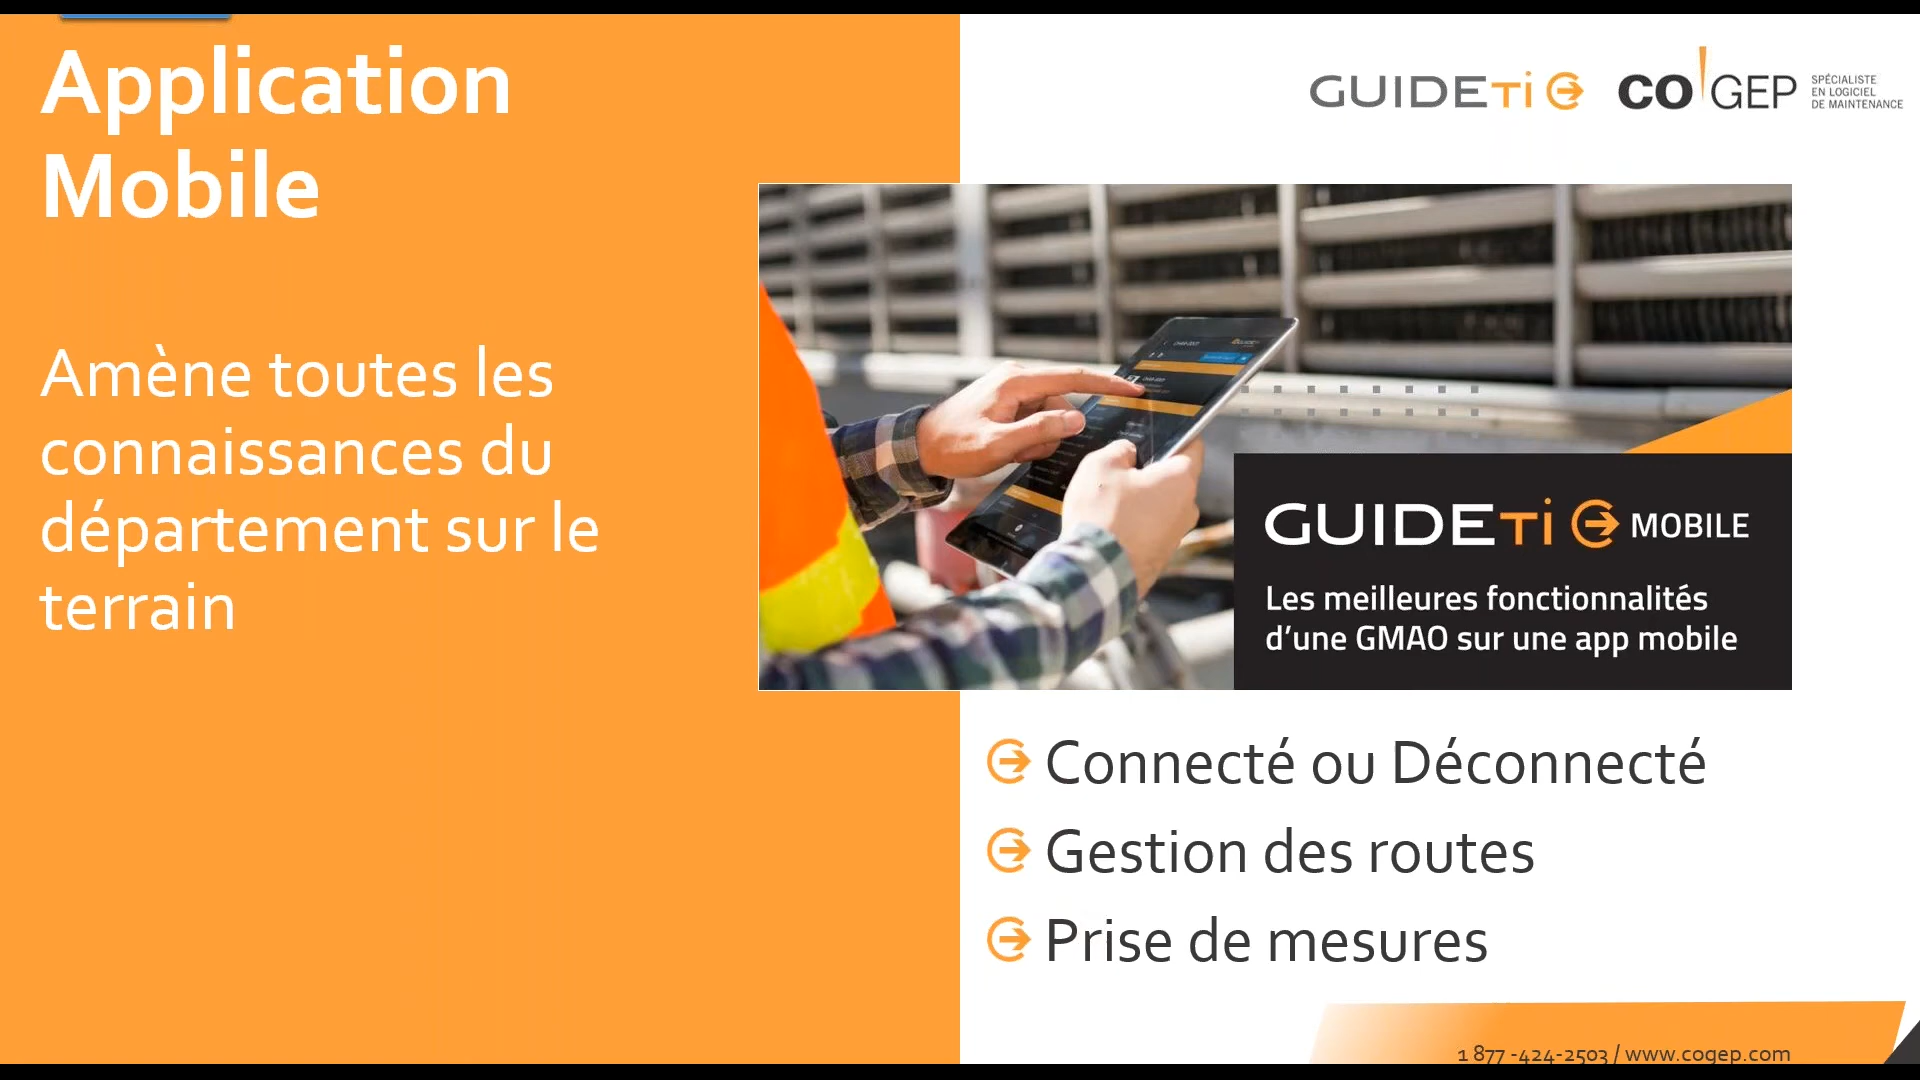 Application
Mobile
Amène toutes les
connaissances du
département sur le
terrain
GUIDETi
CO GEP
SPÉCIALISTE
EN LOGICIEL
DE MAINTENANCE
GUIDETi MOBILE
Les meilleures fonctionnalités
d'une GMAO sur une app mobile
Connecté ou Déconnecté
Gestion des routes
Prise de mesures
1 877 -424-2503 / www.cogep.com